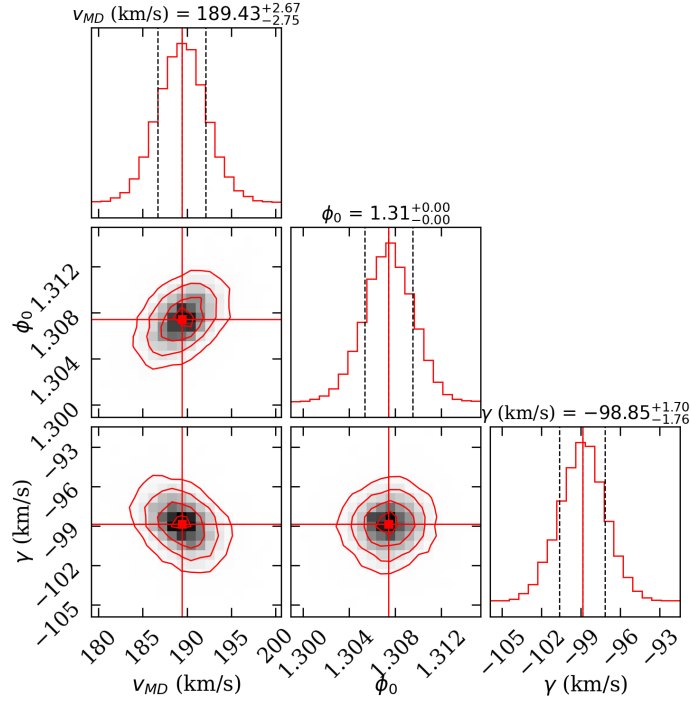 v_MD (km/s) = 189.43^{+2.67}_{-2.75}
ϕ_0 = 1.31^{+0.00}_{-0.00}
γ (km/s) = −98.85^{+1.70}_{-1.76}
ϕ_0
1.312
1.308
1.304
1.300
γ (km/s)
−93
−96
−99
−102
−105
180 185 190 195 200
v_MD (km/s)
1.300 1.304 1.308 1.312
ϕ_0
−105 −102 −99 −96 −93
γ (km/s)